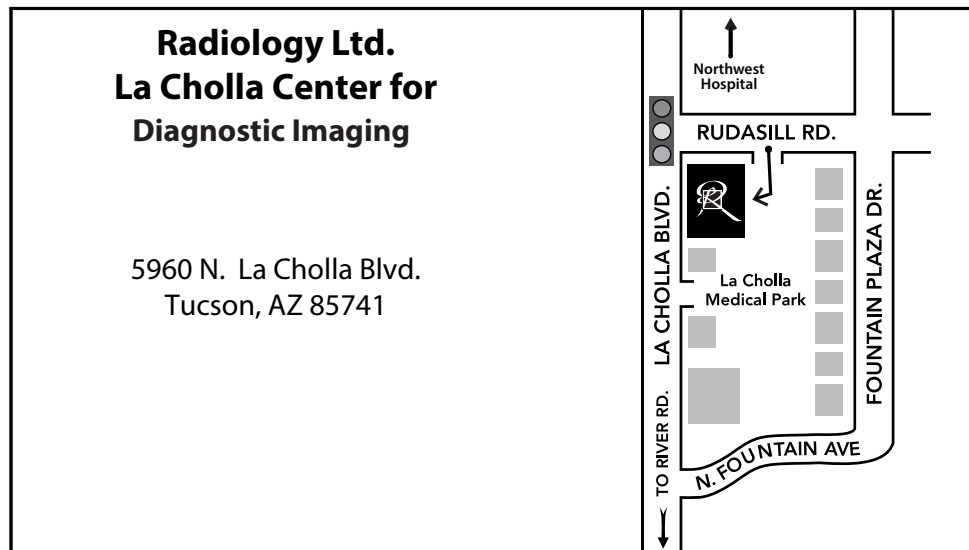 Radiology Ltd.
La Cholla Center for
Diagnostic Imaging
5960 N.  La Cholla Blvd.
Tucson, AZ 85741
Northwest
Hospital
RUDASILL RD.
LA CHOLLA BLVD.
FOUNTAIN PLAZA DR.
La Cholla
Medical Park
TO RIVER RD.
N. FOUNTAIN AVE
R